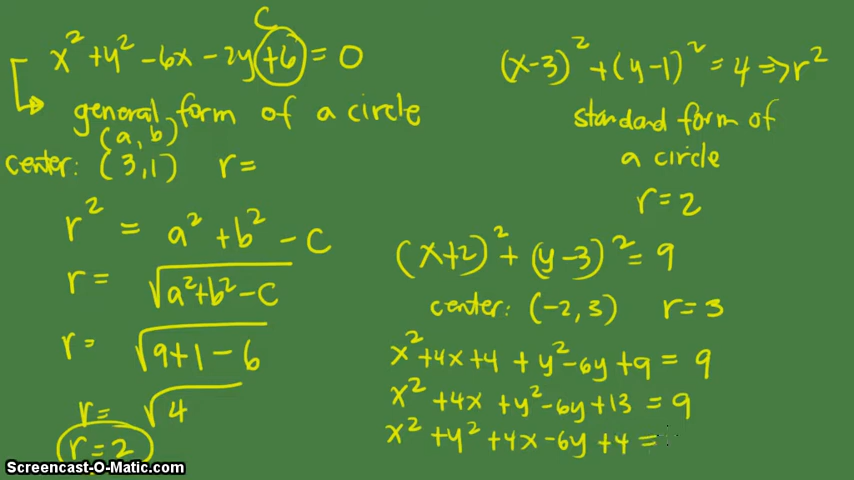 C
x² + y² - 6x - 2y + 6 = 0
general form of a circle
(a, b)
center: (3, 1) r =
r² = a² + b² - C
r = √(a² + b² - C)
r = √(9 + 1 - 6)
r = √4
r = 2
(x-3)² + (y-1)² = 4 ⇒ r²
standard form of
a circle
r = 2
(x+2)² + (y-3)² = 9
center: (-2, 3) r = 3
x² + 4x + 4 + y² - 6y + 9 = 9
x² + 4x + y² - 6y + 13 = 9
x² + y² + 4x - 6y + 4 =
Screencast-O-Matic.com